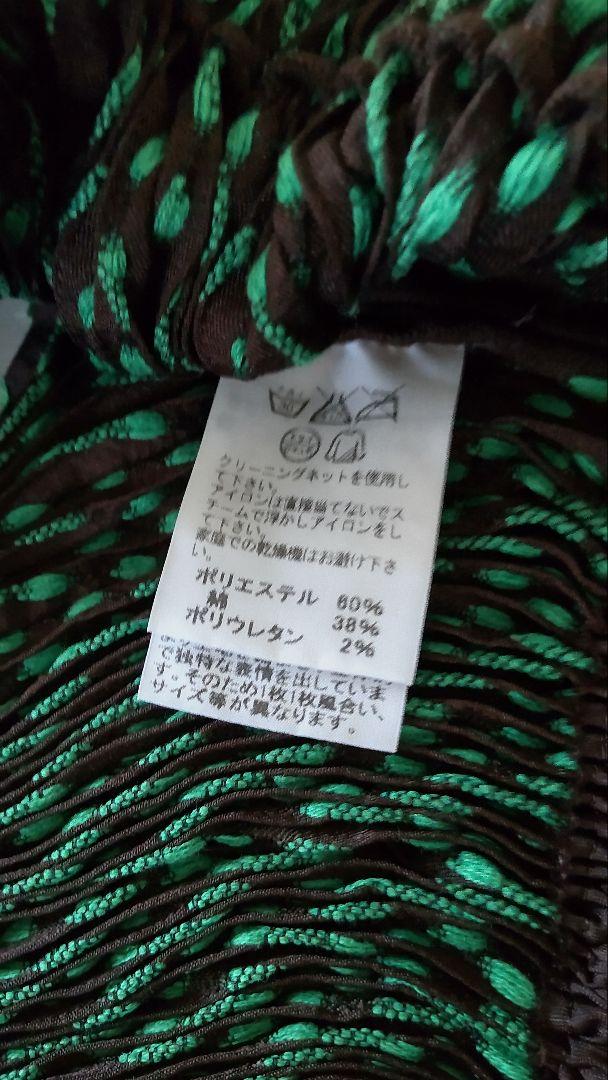 クリーニングネットを使用し
て下さい。
アイロンは直接当てないでス
チームで浮かしアイロンをし
て下さい。
家庭での乾燥機はお避け下さ
い。
ポリエステル 60%
綿 38%
ポリウレタン 2%
で独特な表情を出していま
す。そのため1枚1枚風合い、
サイズ等が異なります。